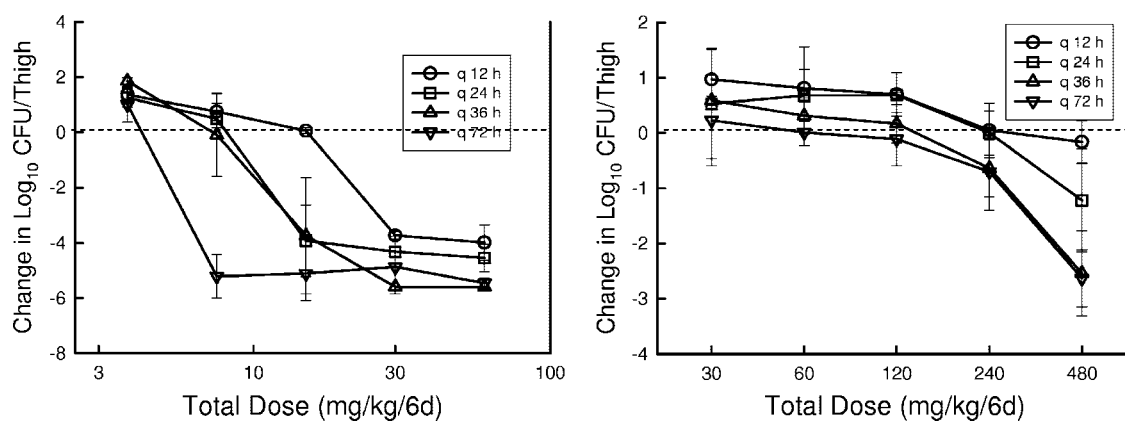 Change in Log10 CFU/Thigh
4
2
0
-2
-4
-6
-8
3
10
30
100
Total Dose (mg/kg/6d)
q 12 h
q 24 h
q 36 h
q 72 h
Change in Log10 CFU/Thigh
2
1
0
-1
-2
-3
-4
30
60
120
240
480
Total Dose (mg/kg/6d)
q 12 h
q 24 h
q 36 h
q 72 h